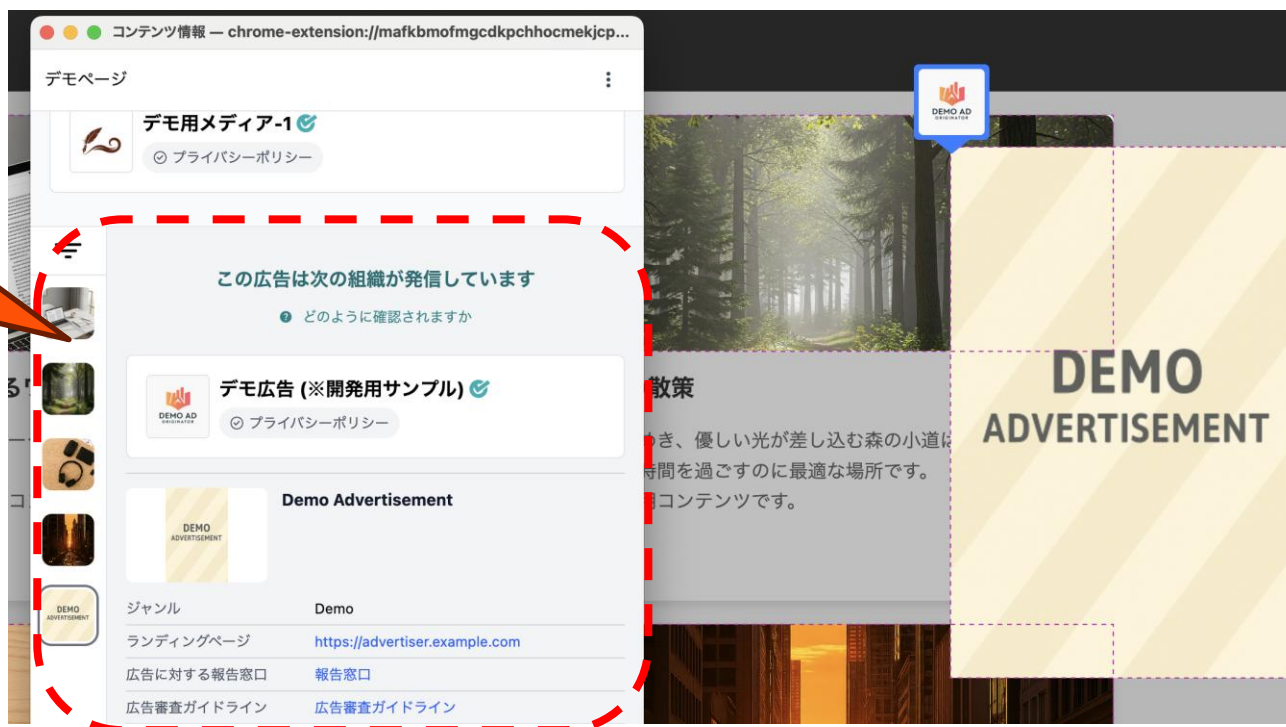 コンテンツ情報 — chrome-extension://mafkbmofmgcdkpchhocmekjcp...
デモページ
デモ用メディア-1
プライバシーポリシー
この広告は次の組織が発信しています
どのように確認されますか
DEMO AD
ORIGINATOR
デモ広告 (※開発用サンプル)
プライバシーポリシー
DEMO
ADVERTISEMENT
Demo Advertisement
DEMO
ADVERTISEMENT
ジャンル
Demo
ランディングページ
https://advertiser.example.com
広告に対する報告窓口
報告窓口
広告審査ガイドライン
広告審査ガイドライン
DEMO AD
ORIGINATOR
散策
き、優しい光が差し込む森の小道は
時間を過ごすのに最適な場所です。
コンテンツです。
DEMO
ADVERTISEMENT